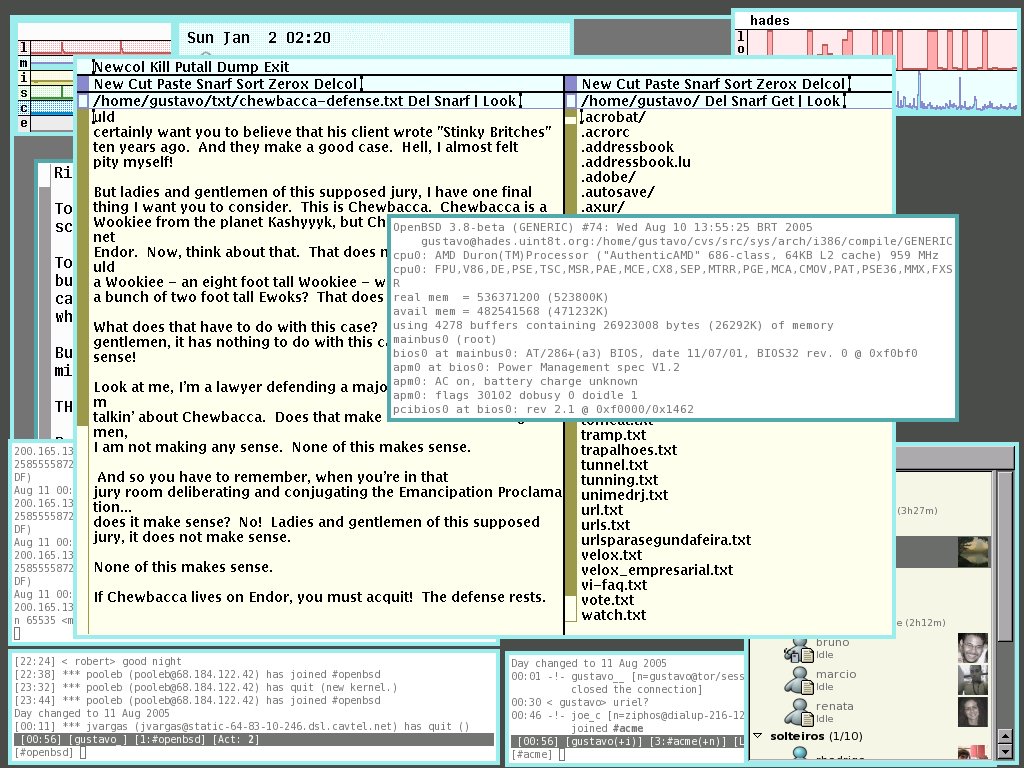 hades
Sun Jan 2 02:20
l
m
i
s
c
e
lo
Newcol Kill Putall Dump Exit
New Cut Paste Snarf Sort Zerox Delcol
/home/gustavo/txt/chewbacca-defense.txt Del Snarf | Look
uld
certainly want you to believe that his client wrote "Stinky Britches"
ten years ago. And they make a good case. Hell, I almost felt
pity myself!
But ladies and gentlemen of this supposed jury, I have one final
thing I want you to consider. This is Chewbacca. Chewbacca is a
Wookiee from the planet Kashyyyk, but Ch
net
Endor. Now, think about that. That does n
uld
a Wookiee – an eight foot tall Wookiee – w
a bunch of two foot tall Ewoks? That does
What does that have to do with this case?
gentlemen, it has nothing to do with this ca
sense!
Look at me, I'm a lawyer defending a majo
m
talkin' about Chewbacca. Does that make
men,
I am not making any sense. None of this makes sense.
And so you have to remember, when you're in that
jury room deliberating and conjugating the Emancipation Proclama
tion...
does it make sense? No! Ladies and gentlemen of this supposed
jury, it does not make sense.
None of this makes sense.
If Chewbacca lives on Endor, you must acquit! The defense rests.
New Cut Paste Snarf Sort Zerox Delcol
/home/gustavo/ Del Snarf Get | Look
.acrobat/
.acrorc
.addressbook
.addressbook.lu
.adobe/
.autosave/
.axur/
OpenBSD 3.8-beta (GENERIC) #74: Wed Aug 10 13:55:25 BRT 2005
gustavo@hades.uint8t.org:/home/gustavo/cvs/src/sys/arch/i386/compile/GENERIC
cpu0: AMD Duron(TM)Processor ("AuthenticAMD" 686-class, 64KB L2 cache) 959 MHz
cpu0: FPU,V86,DE,PSE,TSC,MSR,PAE,MCE,CX8,SEP,MTRR,PGE,MCA,CMOV,PAT,PSE36,MMX,FXS
R
real mem = 536371200 (523800K)
avail mem = 482541568 (471232K)
using 4278 buffers containing 26923008 bytes (26292K) of memory
mainbus0 (root)
bios0 at mainbus0: AT/286+(a3) BIOS, date 11/07/01, BIOS32 rev. 0 @ 0xf0bf0
apm0 at bios0: Power Management spec V1.2
apm0: AC on, battery charge unknown
apm0: flags 30102 dobusy 0 doidle 1
pcibios0 at bios0: rev 2.1 @ 0xf0000/0x1462
tramp.txt
trapalhoes.txt
tunnel.txt
tunning.txt
unimedrj.txt
url.txt
urls.txt
urlsparasegundafeira.txt
velox.txt
velox_empresarial.txt
vi-faq.txt
vote.txt
watch.txt
Ri
To
sc
To
bu
ca
wh
Bu
mi
TH
200.165.13
2585555872
DF)
Aug 11 00:
200.165.13
2585555872
DF)
Aug 11 00:
200.165.13
2585555872
DF)
Aug 11 00:
200.165.13
n 65535 <m
[22:24] < robert> good night
[22:38] *** pooleb (pooleb@68.184.122.42) has joined #openbsd
[23:32] *** pooleb (pooleb@68.184.122.42) has quit (new kernel.)
[23:44] *** pooleb (pooleb@68.184.122.42) has joined #openbsd
Day changed to 11 Aug 2005
[00:11] *** jvargas (jvargas@static-64-83-10-246.dsl.cavtel.net) has quit ()
[00:56] [gustavo_] [1:#openbsd] [Act: 2]
[#openbsd]
Day changed to 11 Aug 2005
00:01 -!- gustavo__ [n=gustavo@tor/sess
closed the connection]
00:30 < gustavo> uriel?
00:46 -!- joe_c [n=ziphos@dialup-216-12
joined #acme
[00:56] [gustavo(+i)] [3:#acme(+n)] [L
[#acme]
(3h27m)
e (2h12m)
bruno
Idle
marcio
Idle
renata
Idle
solteiros (1/10)